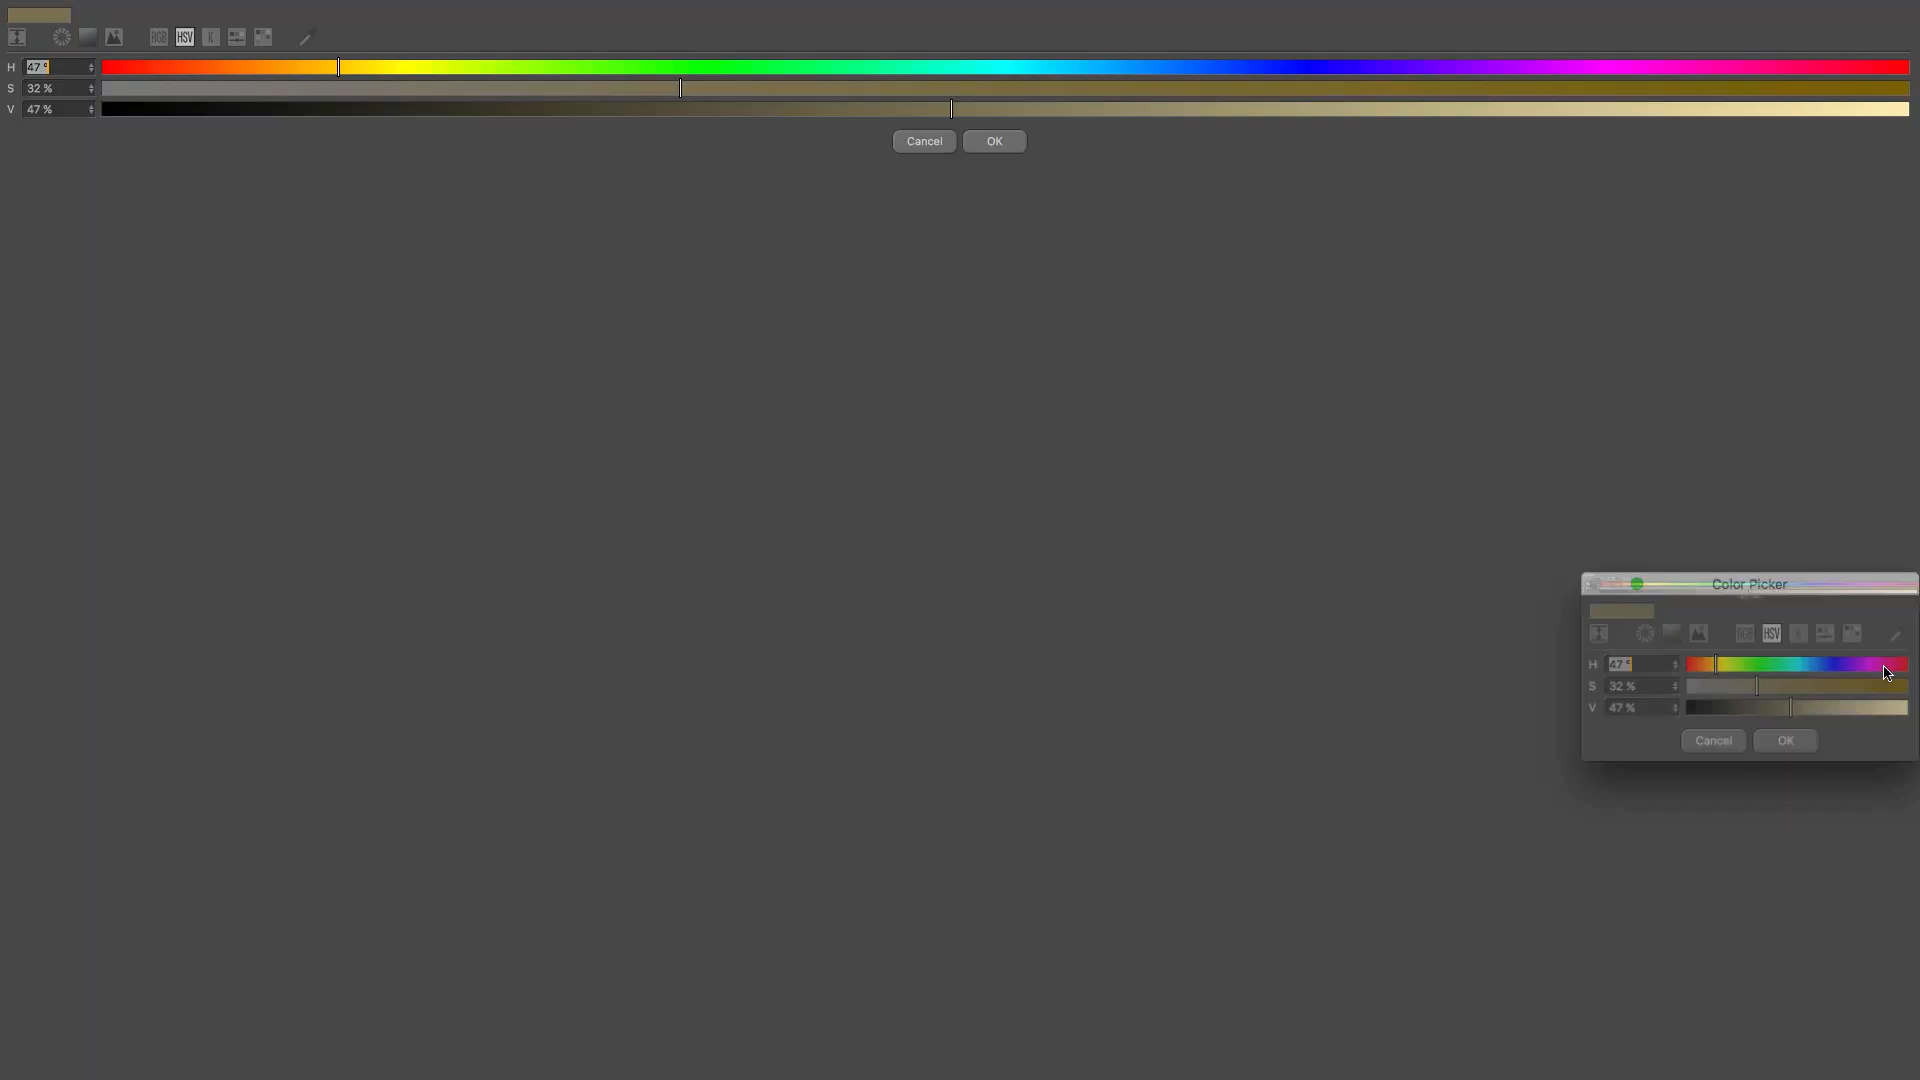 RGB HSV K
H 47 °
S 32 %
V 47 %
Cancel OK
Color Picker
RGB HSV K
H 47 °
S 32 %
V 47 %
Cancel OK